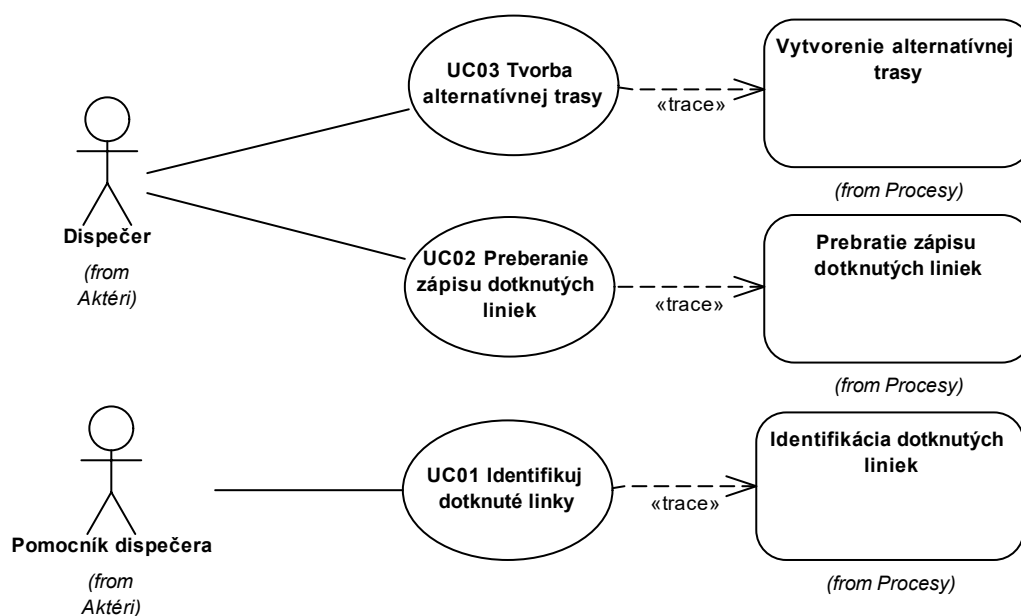 UC03 Tvorba
alternatívnej trasy
«trace»
Vytvorenie alternatívnej
trasy
(from Procesy)
Dispečer
(from
Aktéri)
UC02 Preberanie
zápisu dotknutých
liniek
«trace»
Prebratie zápisu
dotknutých liniek
(from Procesy)
Pomocník dispečera
(from
Aktéri)
UC01 Identifikuj
dotknuté linky
«trace»
Identifikácia dotknutých
liniek
(from Procesy)